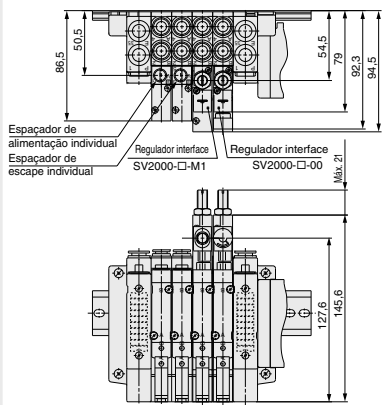 86,5
50,5
54,5
79
92,3
94,5
Espaçador de
alimentação individual
Espaçador de
escape individual
Regulador interface
SV2000-□-M1
Regulador interface
SV2000-□-00
Máx. 21
127,6
145,6